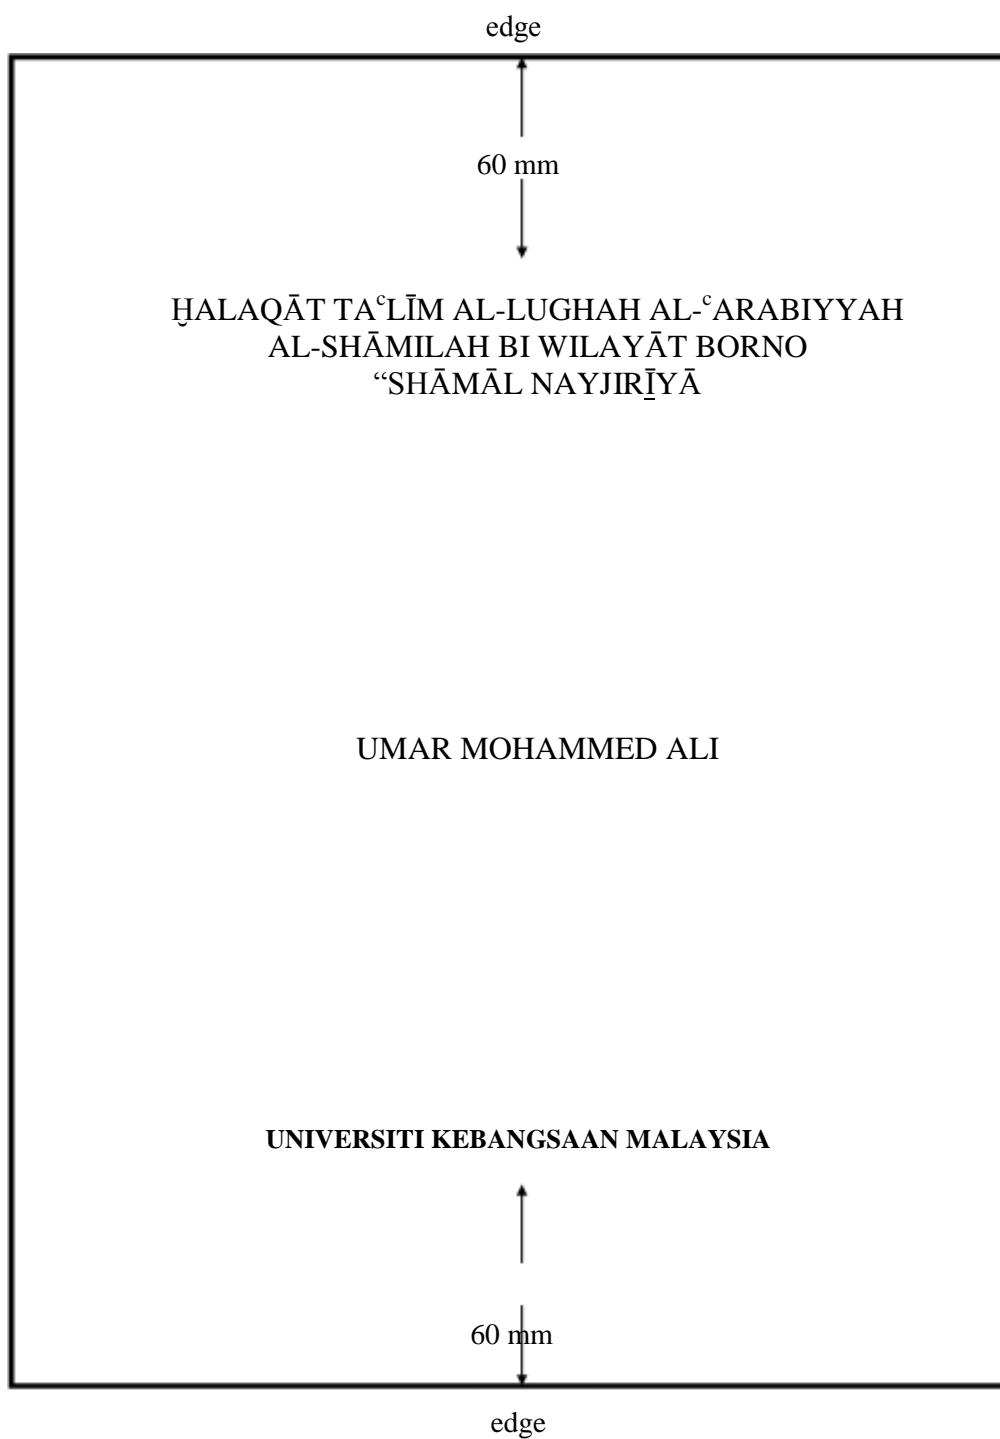 edge
60 mm
ḪALAQĀT TAᶜLĪM AL-LUGHAH AL-ᶜARABIYYAH
AL-SHĀMILAH BI WILAYĀT BORNO
“SHĀMĀL NAYJIRĪ̱YĀ
UMAR MOHAMMED ALI
UNIVERSITI KEBANGSAAN MALAYSIA
60 mm
edge